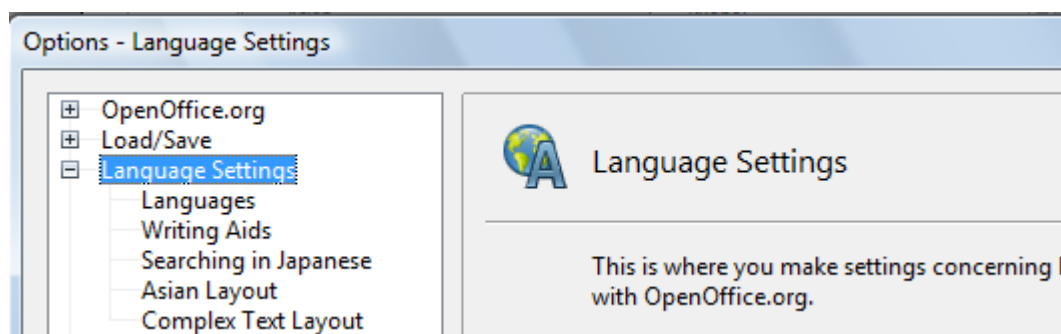 Options - Language Settings
OpenOffice.org
Load/Save
Language Settings
Languages
Writing Aids
Searching in Japanese
Asian Layout
Complex Text Layout
Language Settings
This is where you make settings concerning
with OpenOffice.org.